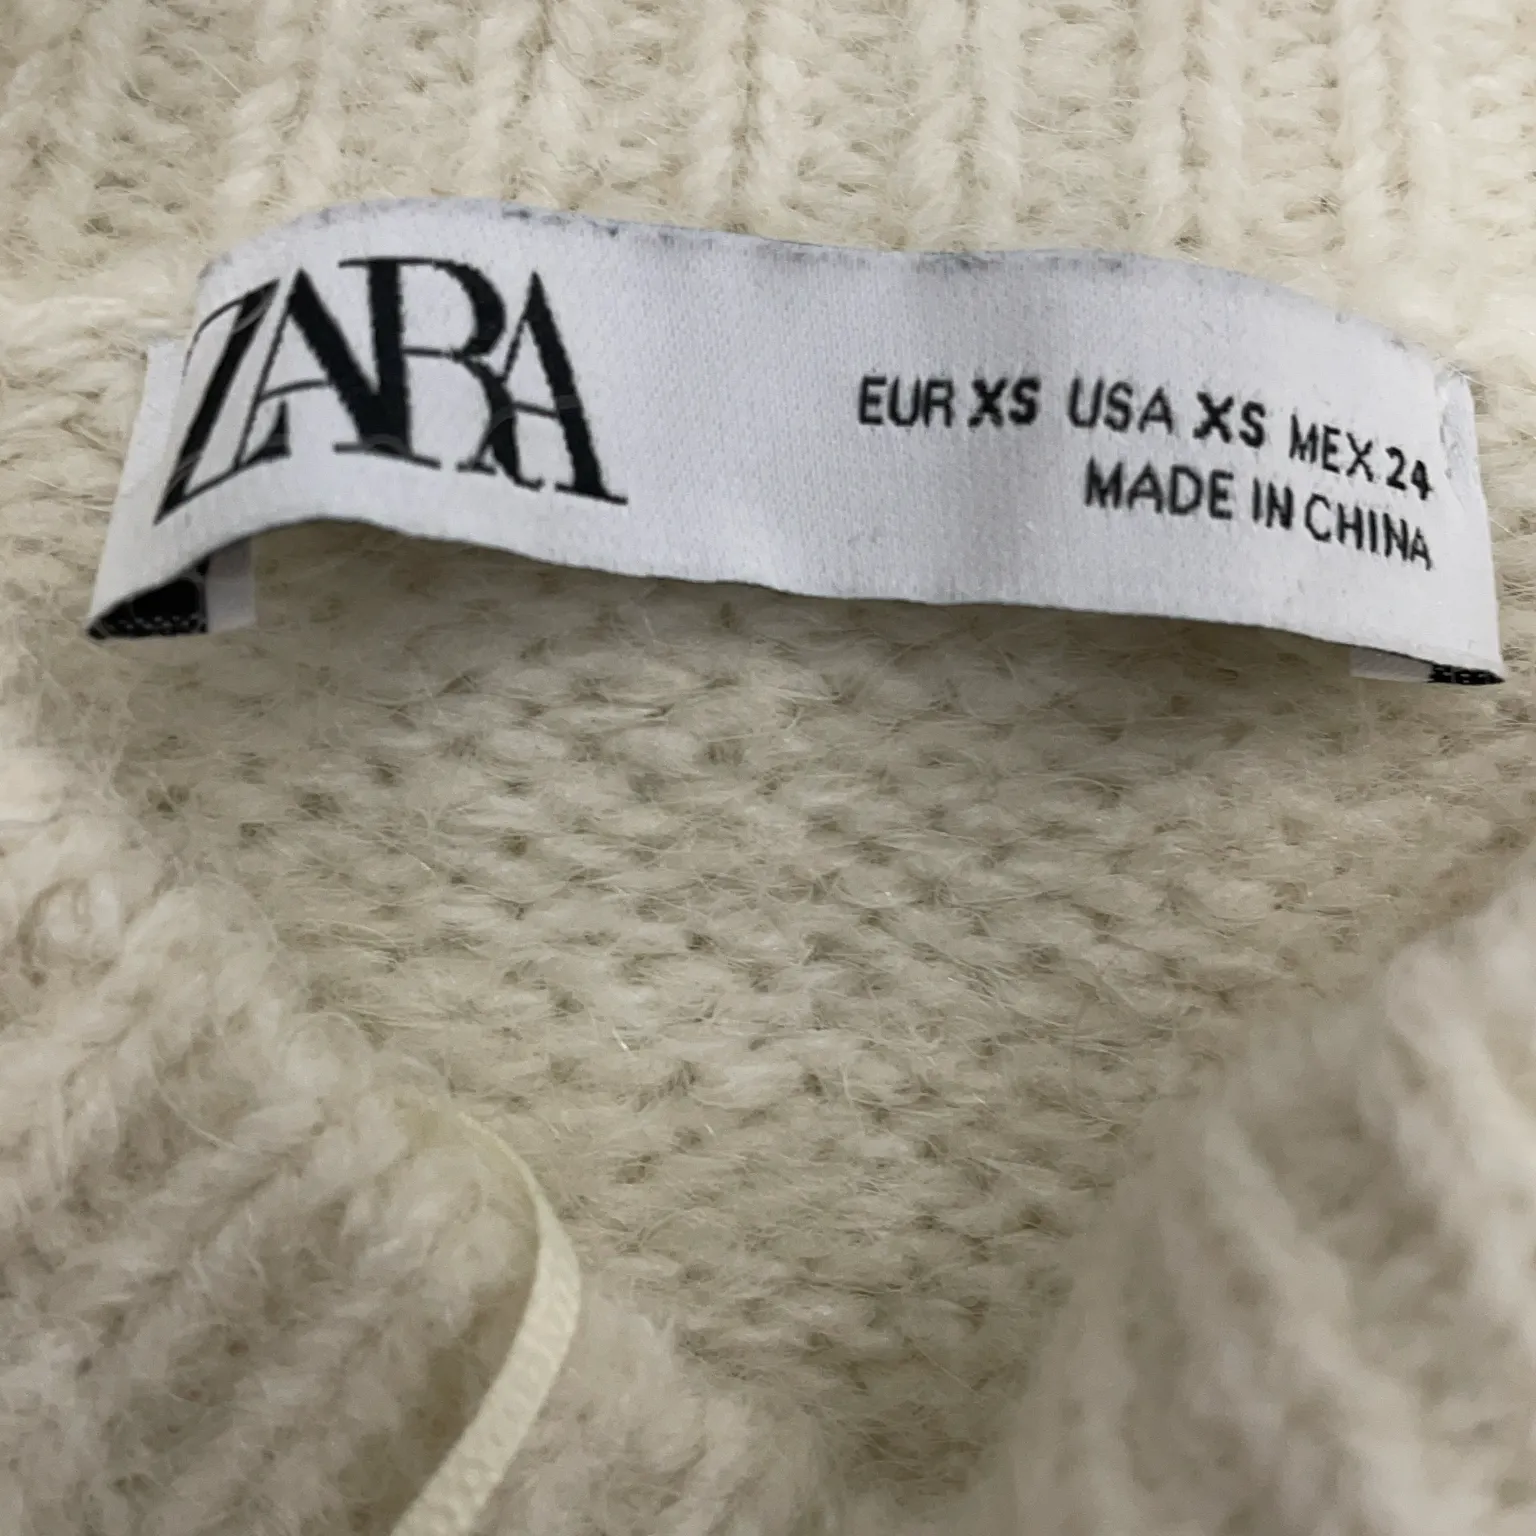 ZARA
EUR XS USA XS MEX 24
MADE IN CHINA